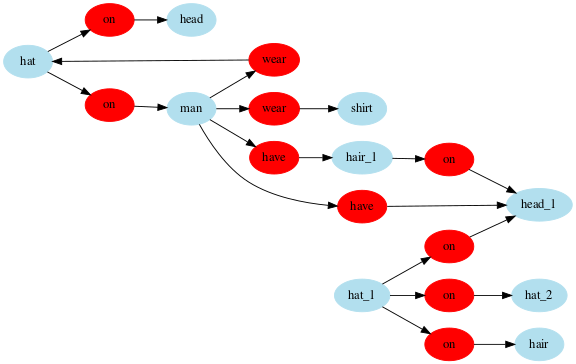 on
head
hat
wear
on
man
wear
shirt
have
hair_1
on
have
head_1
on
hat_1
on
hat_2
on
hair